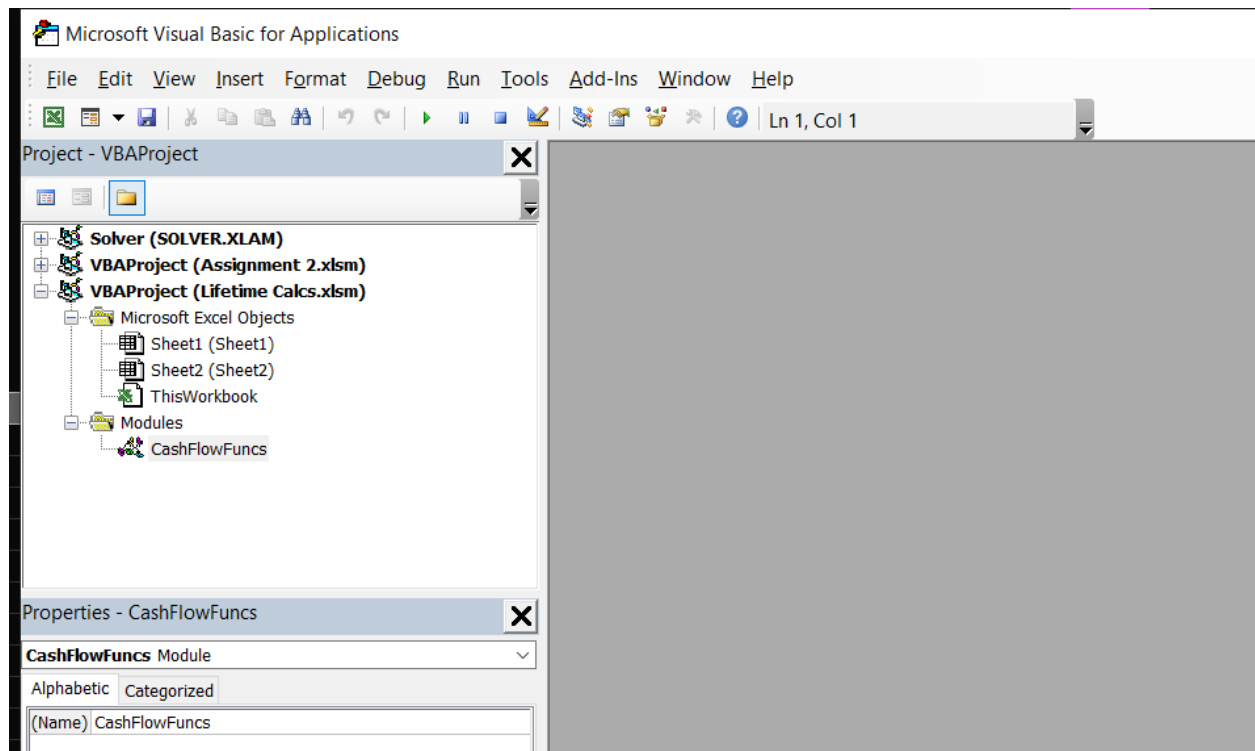 Microsoft Visual Basic for Applications
File Edit View Insert Format Debug Run Tools Add-Ins Window Help
Ln 1, Col 1
Project - VBAProject
Solver (SOLVER.XLAM)
VBAProject (Assignment 2.xlsm)
VBAProject (Lifetime Calcs.xlsm)
Microsoft Excel Objects
Sheet1 (Sheet1)
Sheet2 (Sheet2)
ThisWorkbook
Modules
CashFlowFuncs
Properties - CashFlowFuncs
CashFlowFuncs Module
Alphabetic Categorized
(Name) CashFlowFuncs